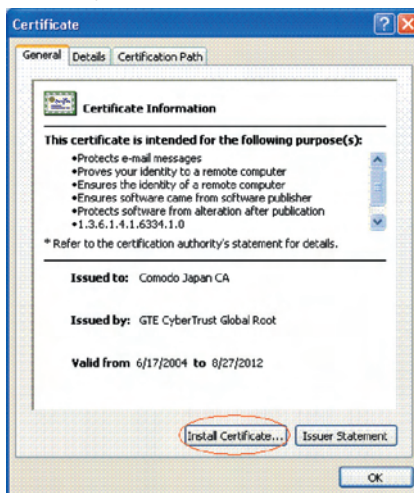 Certificate
General Details Certification Path
Certificate Information
This certificate is intended for the following purpose(s):
•Protects e-mail messages
•Proves your identity to a remote computer
•Ensures the identity of a remote computer
•Ensures software came from software publisher
•Protects software from alteration after publication
•1.3.6.1.4.1.6334.1.0
* Refer to the certification authority's statement for details.
Issued to: Comodo Japan CA
Issued by: GTE CyberTrust Global Root
Valid from 6/17/2004 to 8/27/2012
Install Certificate... Issuer Statement
OK